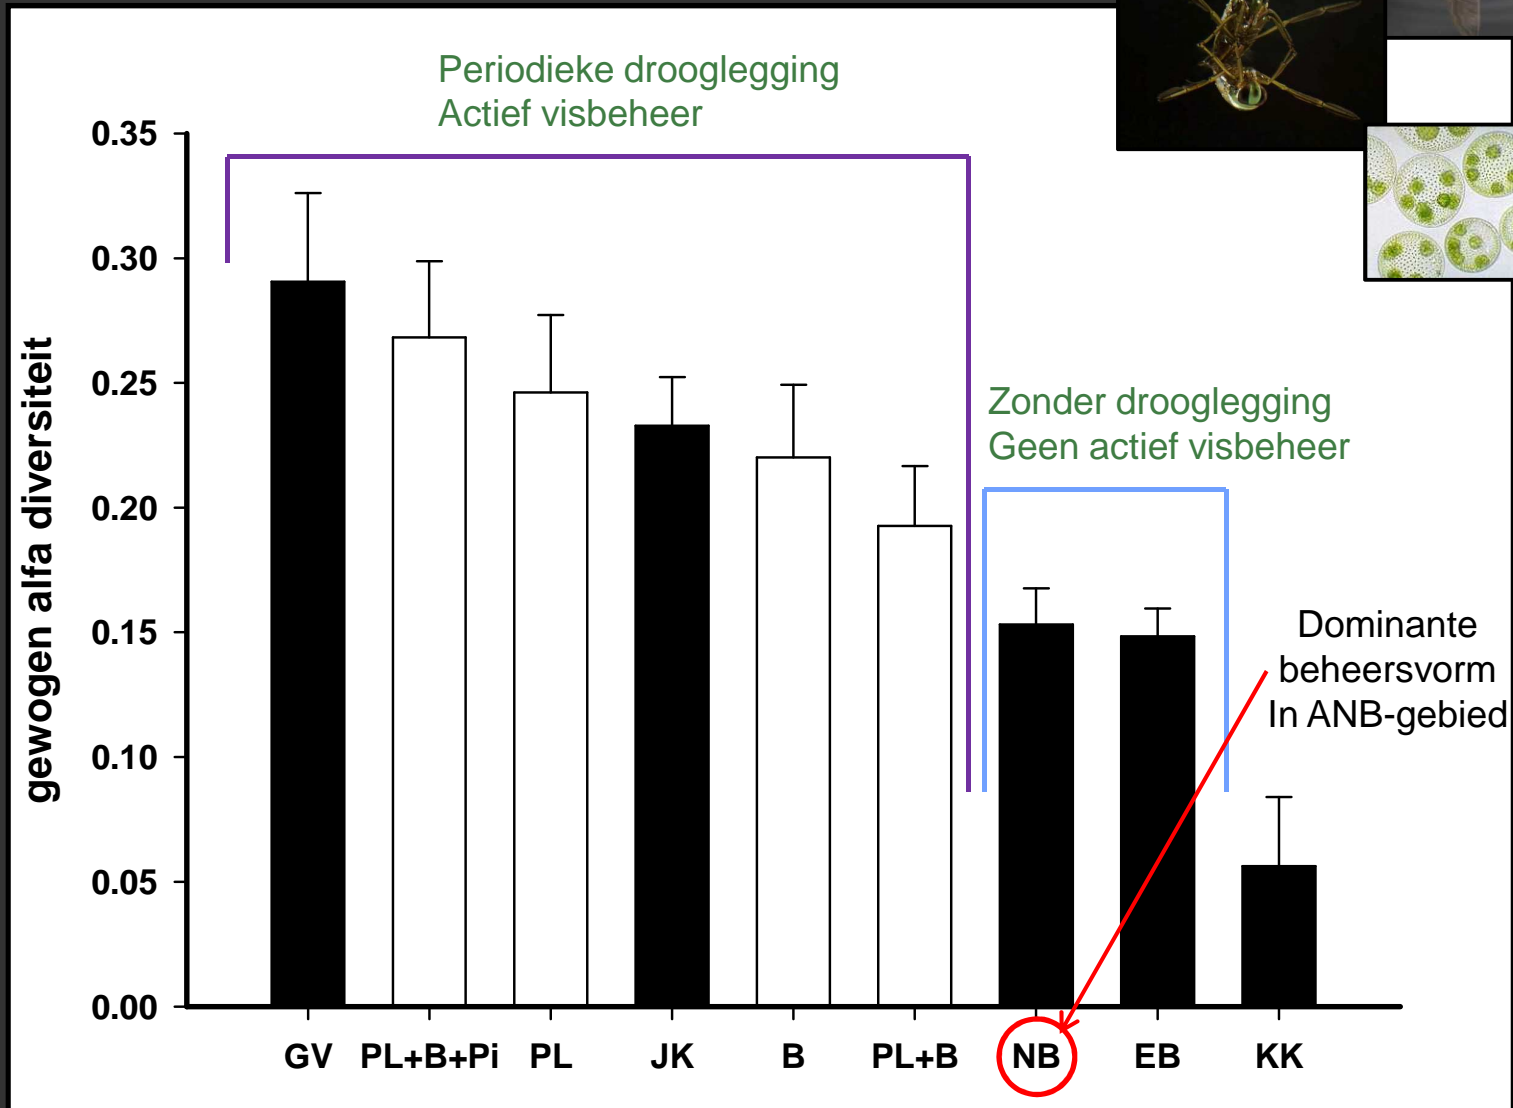 Periodieke drooglegging
Actief visbeheer
0.35
0.30
0.25
0.20
0.15
0.10
0.05
0.00
gewogen alfa diversiteit
Zonder drooglegging
Geen actief visbeheer
Dominante
beheersvorm
In ANB-gebied
GV PL+B+Pi PL JK B PL+B NB EB KK